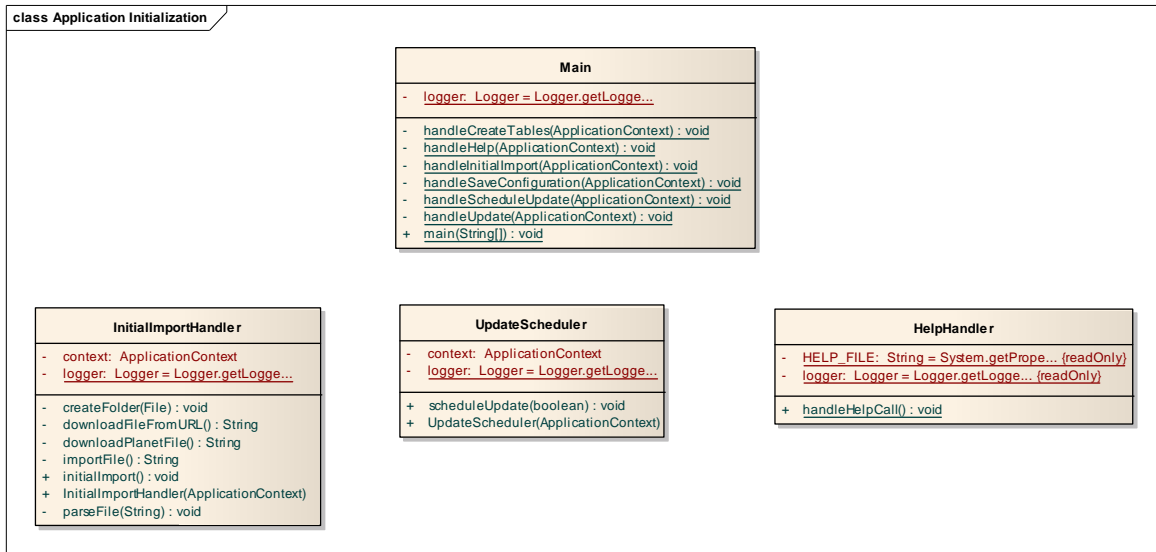 class Application Initialization
Main
- logger: Logger = Logger.getLogge...
- handleCreateTables(ApplicationContext) : void
- handleHelp(ApplicationContext) : void
- handleInitialImport(ApplicationContext) : void
- handleSaveConfiguration(ApplicationContext) : void
- handleScheduleUpdate(ApplicationContext) : void
- handleUpdate(ApplicationContext) : void
+ main(String[]) : void
InitialImportHandler
- context: ApplicationContext
- logger: Logger = Logger.getLogge...
- createFolder(File) : void
- downloadFileFromURL() : String
- downloadPlanetFile() : String
- importFile() : String
+ initialImport() : void
+ InitialImportHandler(ApplicationContext)
- parseFile(String) : void
UpdateScheduler
- context: ApplicationContext
- logger: Logger = Logger.getLogge...
+ scheduleUpdate(boolean) : void
+ UpdateScheduler(ApplicationContext)
HelpHandler
- HELP_FILE: String = System.getPrope... {readOnly}
- logger: Logger = Logger.getLogge... {readOnly}
+ handleHelpCall() : void